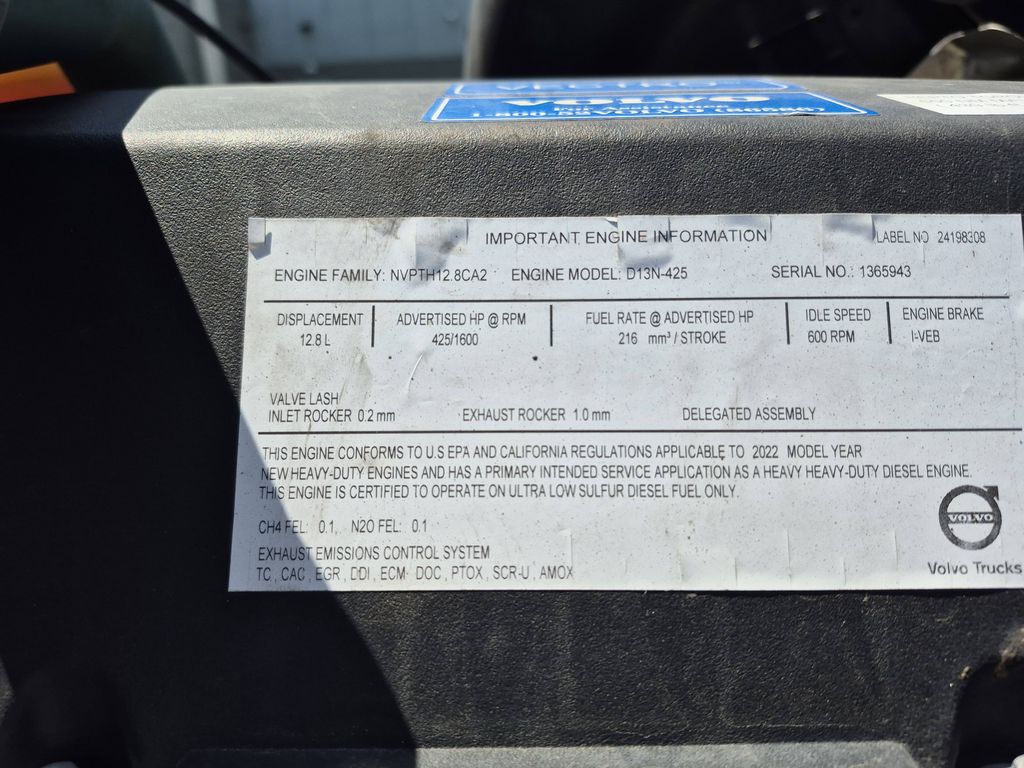 VOLVO
For Assistance
1-800-52VOLVO (866586)
IMPORTANT ENGINE INFORMATION LABEL NO 24198308
ENGINE FAMILY: NVPTH12.8CA2 ENGINE MODEL: D13N-425 SERIAL NO.: 1365943
DISPLACEMENT ADVERTISED HP @ RPM FUEL RATE @ ADVERTISED HP IDLE SPEED ENGINE BRAKE
12.8 L 425/1600 216 mm³ / STROKE 600 RPM I-VEB
VALVE LASH
INLET ROCKER 0.2 mm EXHAUST ROCKER 1.0 mm DELEGATED ASSEMBLY
THIS ENGINE CONFORMS TO U.S EPA AND CALIFORNIA REGULATIONS APPLICABLE TO 2022 MODEL YEAR
NEW HEAVY-DUTY ENGINES AND HAS A PRIMARY INTENDED SERVICE APPLICATION AS A HEAVY HEAVY-DUTY DIESEL ENGINE.
THIS ENGINE IS CERTIFIED TO OPERATE ON ULTRA LOW SULFUR DIESEL FUEL ONLY.
CH4 FEL: 0.1, N2O FEL: 0.1
EXHAUST EMISSIONS CONTROL SYSTEM
TC , CAC , EGR , DDI , ECM DOC , PTOX , SCR-U , AMOX
VOLVO
Volvo Trucks